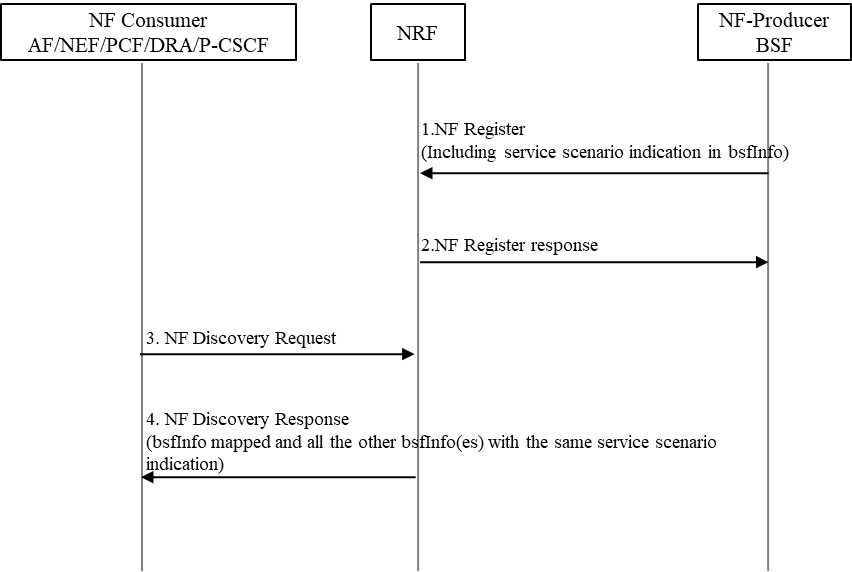 NF Consumer
AF/NEF/PCF/DRA/P-CSCF
NRF
NF-Producer
BSF
1.NF Register
(Including service scenario indication in bsfInfo)
2.NF Register response
3. NF Discovery Request
4. NF Discovery Response
(bsfInfo mapped and all the other bsfInfo(es) with the same service scenario
indication)